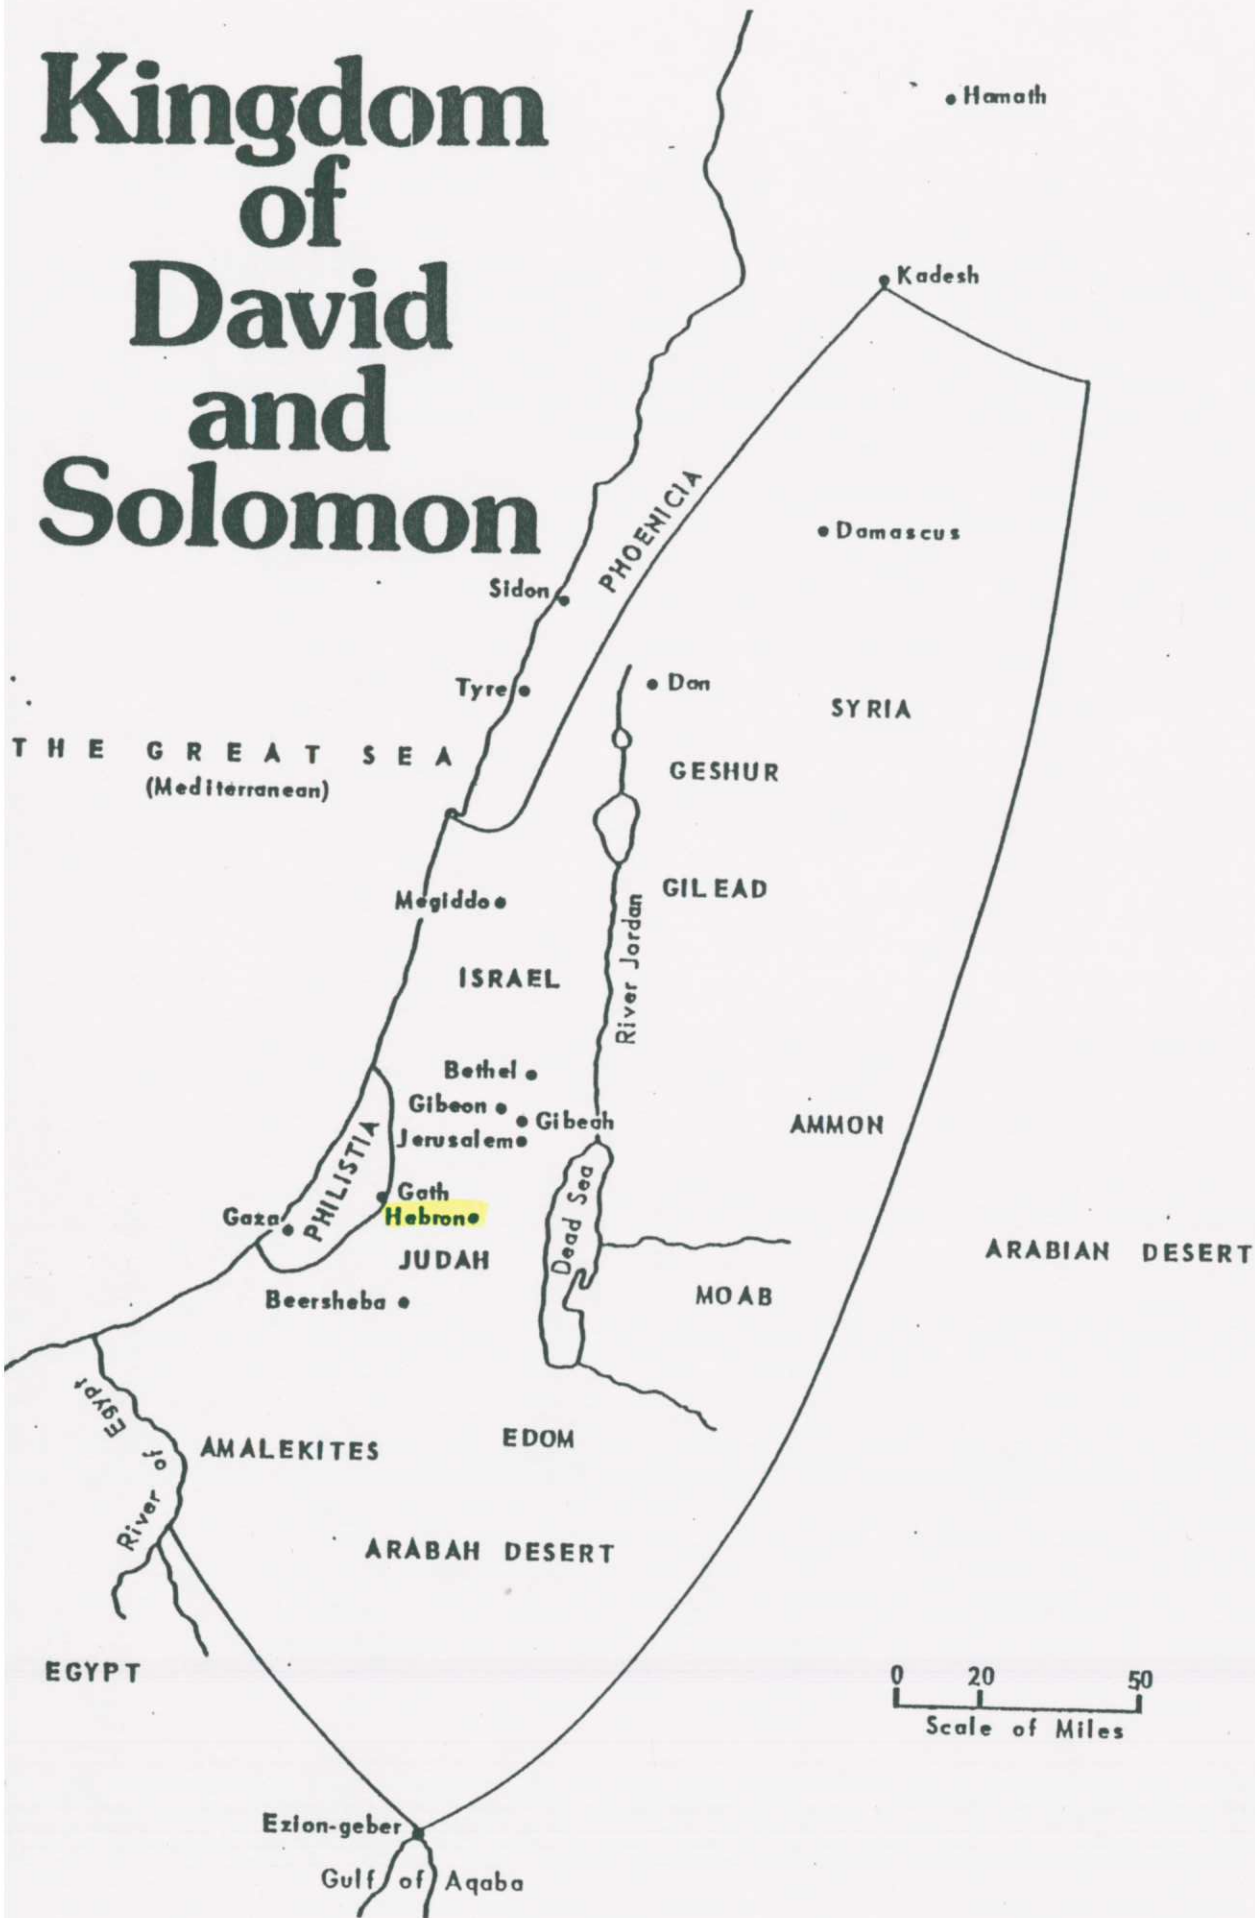 Kingdom
of
David
and
Solomon
Hamath
Kadesh
PHOENICIA
Damascus
Sidon
Tyre
Dan
SYRIA
THE GREAT SEA
(Mediterranean)
GESHUR
GILEAD
Megiddo
River Jordan
ISRAEL
Bethel
Gibeon
Gibeah
Jerusalem
AMMON
PHILISTIA
Gath
Gaza
Hebron
Dead Sea
JUDAH
ARABIAN DESERT
MOAB
Beersheba
River of Egypt
AMALEKITES
EDOM
ARABAH DESERT
EGYPT
0 20 50
Scale of Miles
Ezion-geber
Gulf of Aqaba